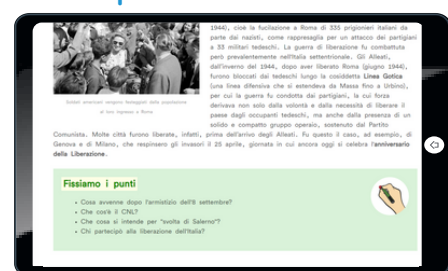 1944), cioè la fucilazione a Roma di 335 prigionieri italiani da
parte dei nazisti, come rappresaglia per un attacco dei partigiani
a 33 militari tedeschi. La guerra di liberazione fu combattuta
però prevalentemente nell'Italia settentrionale. Gli Alleati,
dall'inverno del 1944, dopo aver liberato Roma (giugno 1944),
furono bloccati dai tedeschi lungo la cosiddetta Linea Gotica
(una linea difensiva che si estendeva da Massa fino a Urbino),
per cui la guerra fu condotta dai partigiani, la cui forza
derivava non solo dalla volontà e dalla necessità di liberare il
paese dagli occupanti tedeschi, ma anche dalla presenza di un
solido e compatto gruppo operaio, sostenuto dal Partito
Soldati americani vengono festeggiati dalla popolazione
al loro ingresso a Roma
Comunista. Molte città furono liberate, infatti, prima dell'arrivo degli Alleati. Fu questo il caso, ad esempio, di
Genova e di Milano, che respinsero gli invasori il 25 aprile, giornata in cui ancora oggi si celebra l'anniversario
della Liberazione.
Fissiamo i punti
• Cosa avvenne dopo l'armistizio dell'8 settembre?
• Che cos'è il CNL?
• Che cosa si intende per "svolta di Salerno"?
• Chi partecipò alla liberazione dell'Italia?